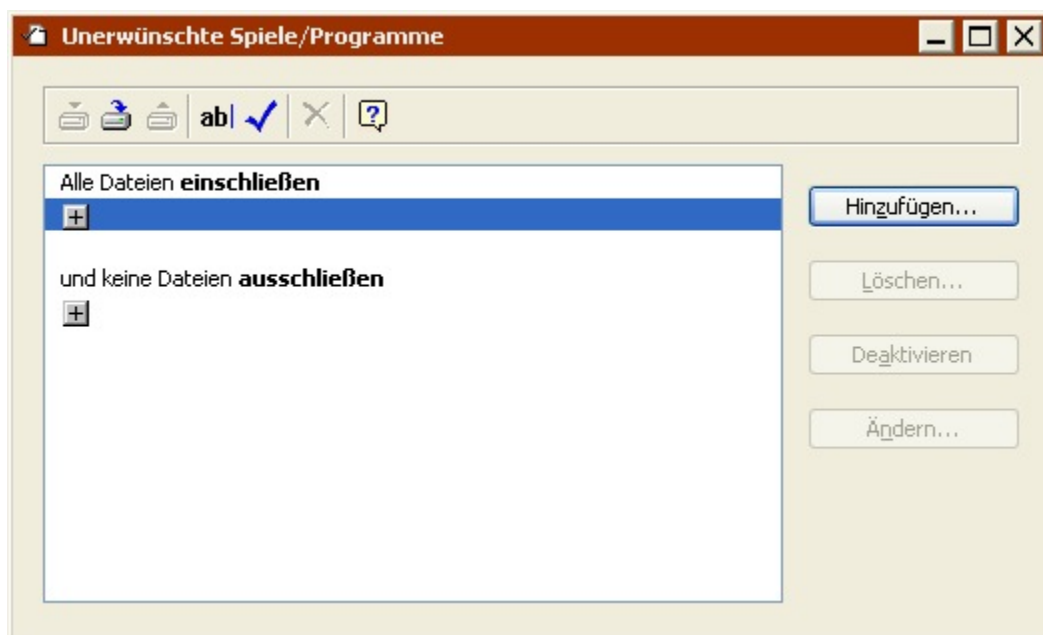 Unerwünschte Spiele/Programme
ab
Alle Dateien einschließen
und keine Dateien ausschließen
Hinzufügen...
Löschen...
Deaktivieren
Ändern...